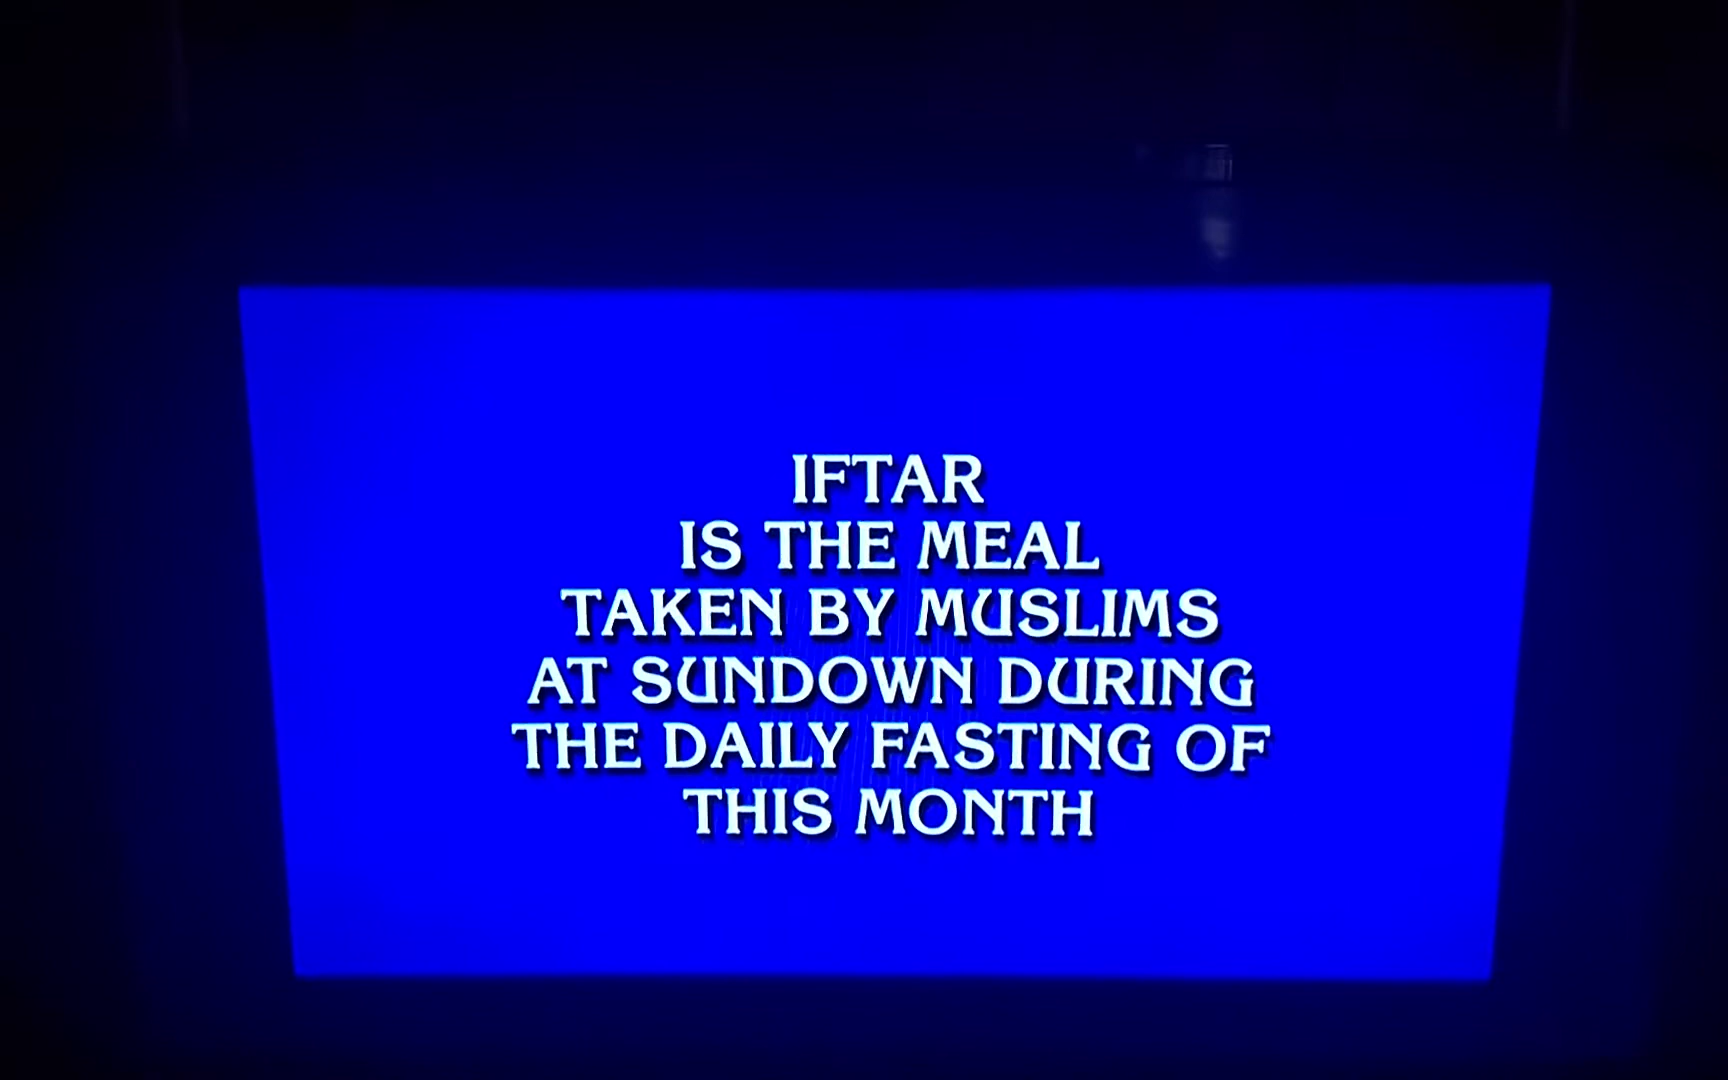 IFTAR
IS THE MEAL
TAKEN BY MUSLIMS
AT SUNDOWN DURING
THE DAILY FASTING OF
THIS MONTH